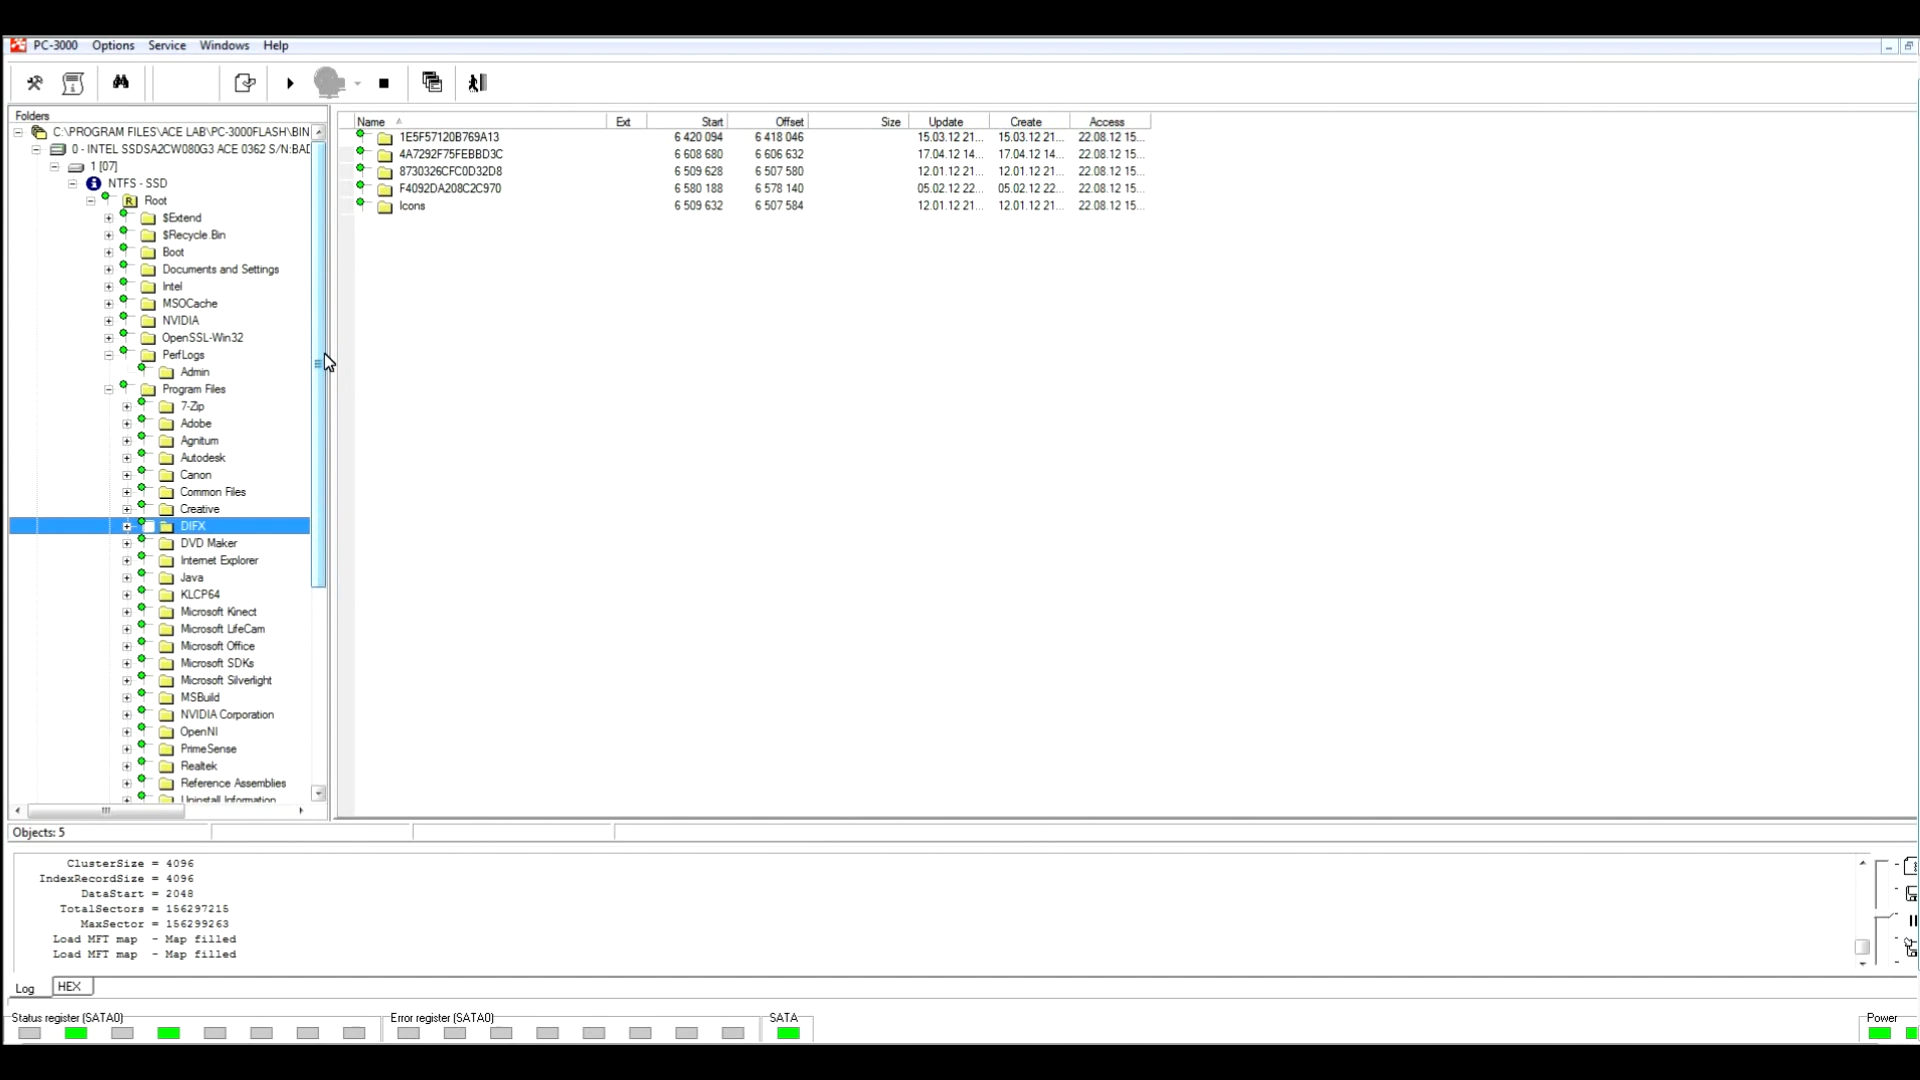 PC-3000 Options Service Windows Help
Folders
C:\PROGRAM FILES\ACE LAB\PC-3000FLASH\BIN
0 - INTEL SSDSA2CW080G3 ACE 0362 S/N:BAD
1 [07]
NTFS - SSD
Root
$Extend
$Recycle.Bin
Boot
Documents and Settings
Intel
MSOCache
NVIDIA
OpenSSL-Win32
PerfLogs
Admin
Program Files
7-Zip
Adobe
Agnitum
Autodesk
Canon
Common Files
Creative
DIFX
DVD Maker
Internet Explorer
Java
KLCP64
Microsoft Kinect
Microsoft LifeCam
Microsoft Office
Microsoft SDKs
Microsoft Silverlight
MSBuild
NVIDIA Corporation
OpenNI
PrimeSense
Realtek
Reference Assemblies
Uninstall Information
Name Ext Start Offset Size Update Create Access
1E5F57120B769A13 6 420 094 6 418 046 15.03.12 21... 15.03.12 21... 22.08.12 15...
4A7292F75FEBBD3C 6 608 680 6 606 632 17.04.12 14... 17.04.12 14... 22.08.12 15...
8730326CFC0D32D8 6 509 628 6 507 580 12.01.12 21... 12.01.12 21... 22.08.12 15...
F4092DA208C2C970 6 580 188 6 578 140 05.02.12 22... 05.02.12 22... 22.08.12 15...
Icons 6 509 632 6 507 584 12.01.12 21... 12.01.12 21... 22.08.12 15...
Objects: 5
ClusterSize = 4096
IndexRecordSize = 4096
DataStart = 2048
TotalSectors = 156297215
MaxSector = 156299263
Load MFT map - Map filled
Load MFT map - Map filled
Log HEX
Status register (SATA0) Error register (SATA0) SATA Power